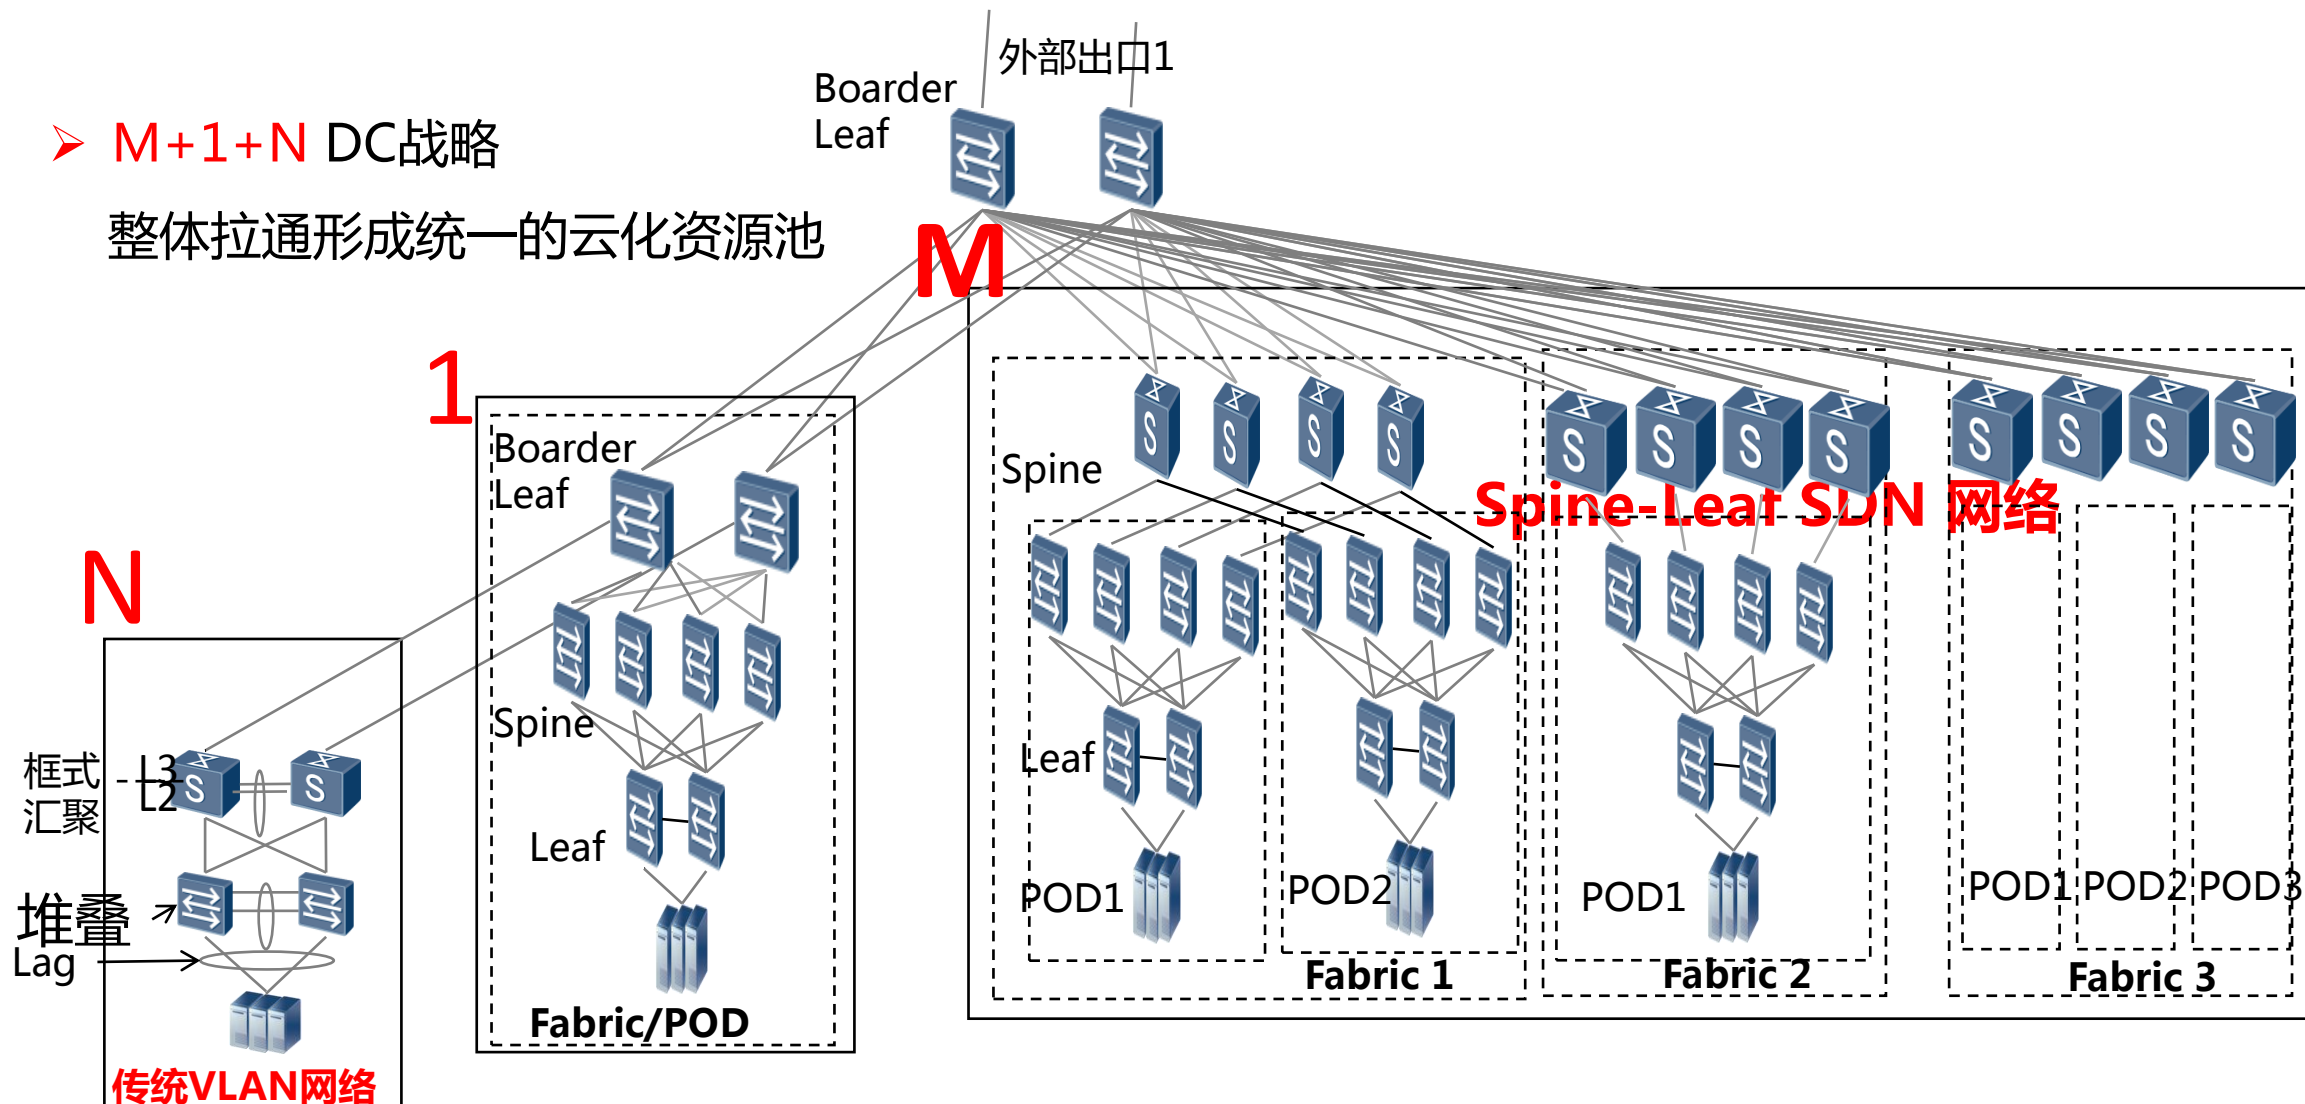 外部出口1
Boarder
Leaf
M+1+N DC战略
整体拉通形成统一的云化资源池
M
1
Boarder
Leaf
Spine
Spine-Leaf SDN 网络
N
Spine
框式
汇聚
L3
L2
Leaf
Leaf
堆叠
Lag
POD1
POD2
POD1
POD1
POD2
POD3
Fabric 1
Fabric 2
Fabric 3
Fabric/POD
传统VLAN网络
S
S
S
S
S
S
S
S
S
S
S
S
S
S